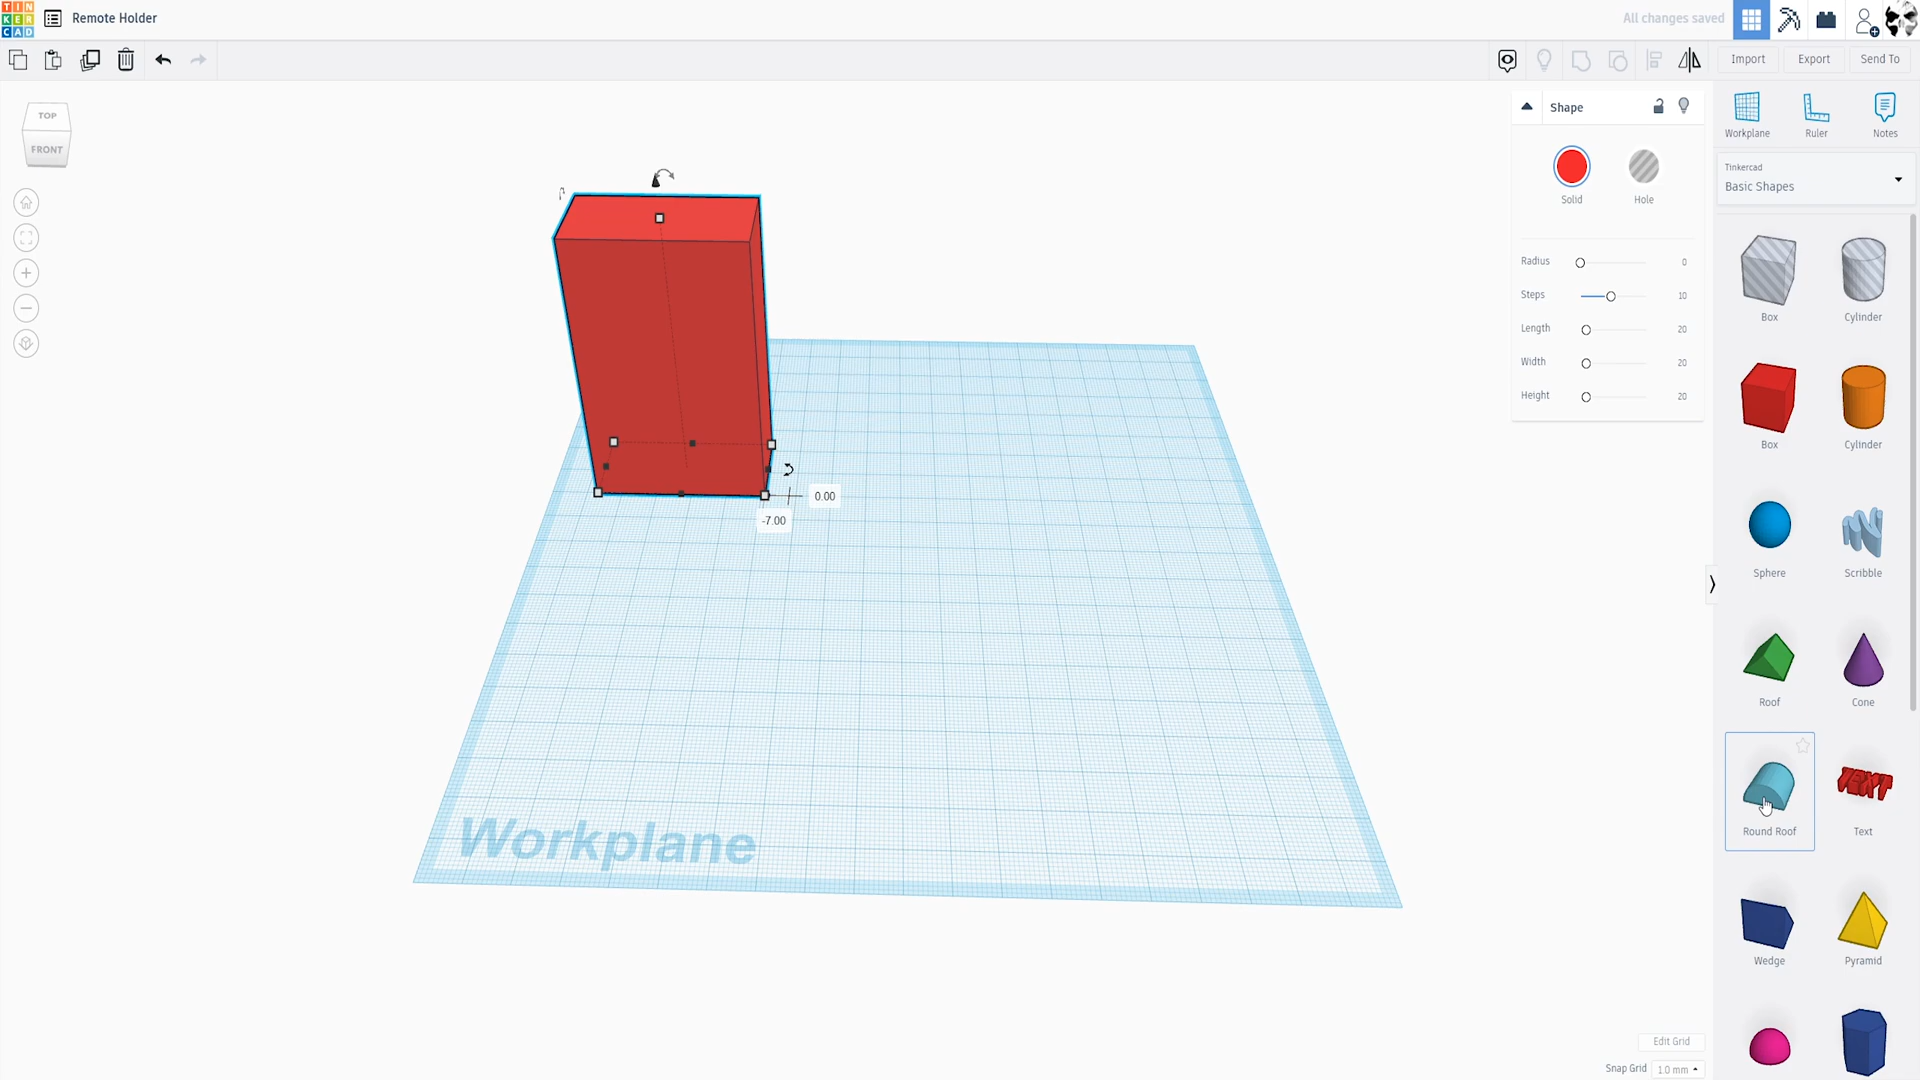 TIN
KER
CAD
Remote Holder
All changes saved
Import
Export
Send To
TOP
FRONT
Shape
Solid
Hole
Radius 0
Steps 10
Length 20
Width 20
Height 20
0.00
-7.00
Workplane
Workplane
Ruler
Notes
Tinkercad
Basic Shapes
Box
Cylinder
Box
Cylinder
Sphere
Scribble
Roof
Cone
Round Roof
TEXT
Text
Wedge
Pyramid
Edit Grid
Snap Grid 1.0 mm